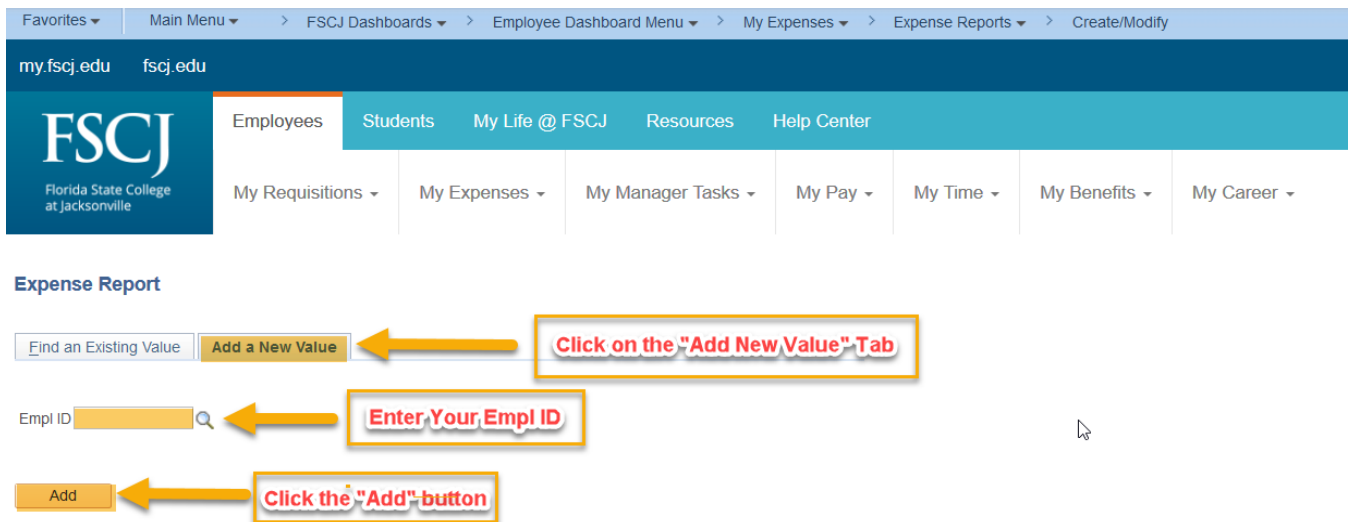 Favorites Main Menu > FSCJ Dashboards > Employee Dashboard Menu > My Expenses > Expense Reports > Create/Modify
my.fscj.edu fscj.edu
FSCJ
Florida State College
at Jacksonville
Employees Students My Life @ FSCJ Resources Help Center
My Requisitions My Expenses My Manager Tasks My Pay My Time My Benefits My Career
Expense Report
Find an Existing Value Add a New Value Click on the "Add New Value" Tab
Empl ID Enter Your Empl ID
Add Click the "Add" button